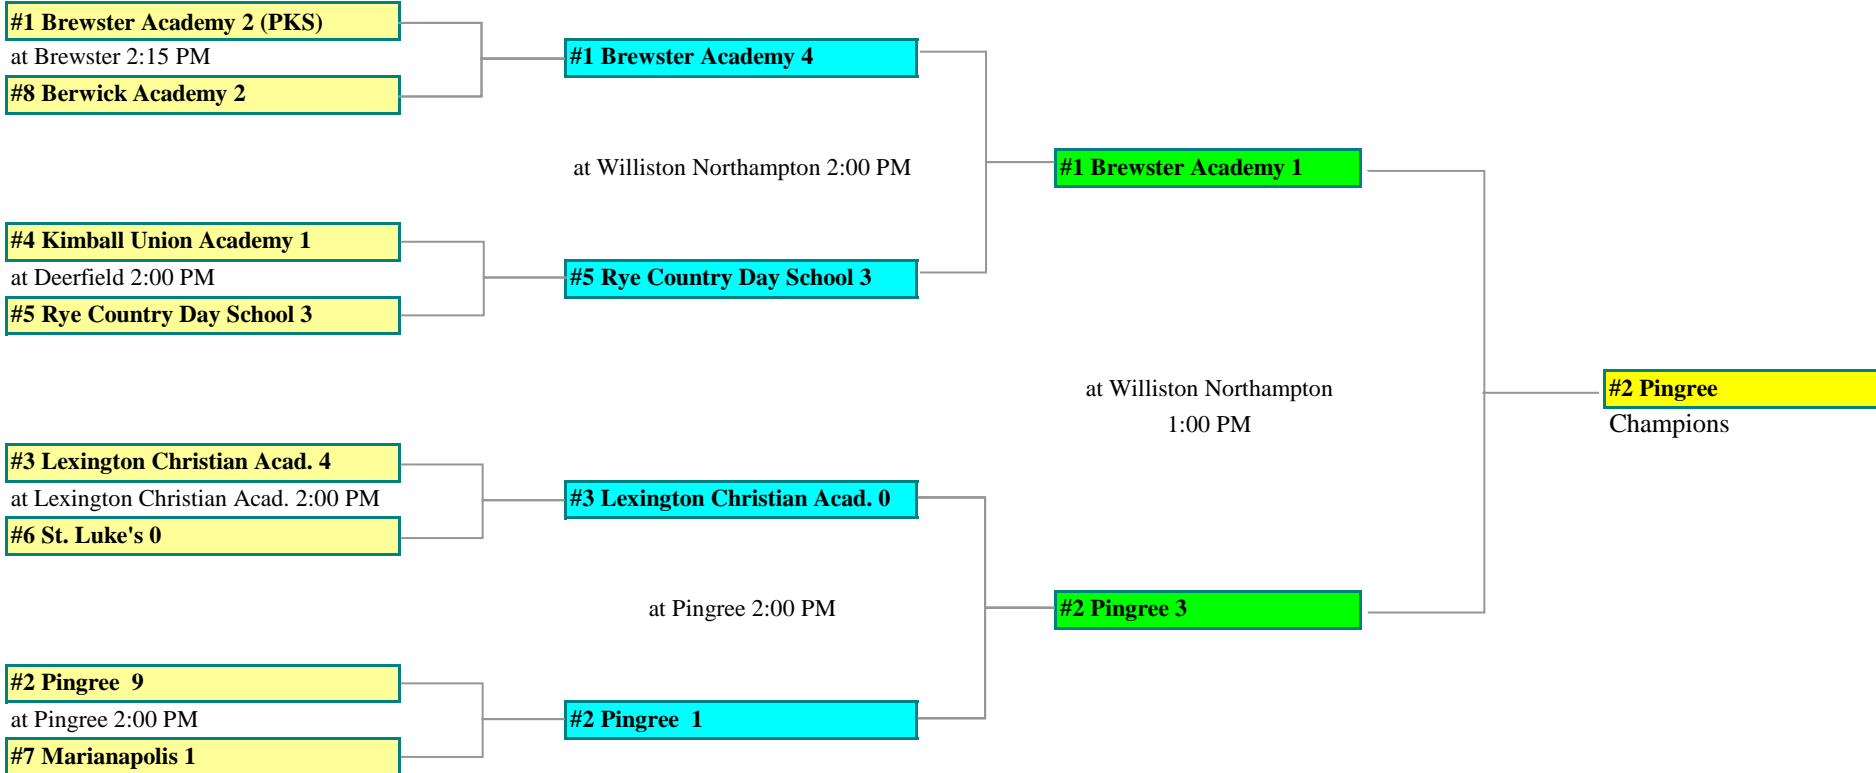 #1 Brewster Academy 2 (PKS)
at Brewster 2:15 PM
#8 Berwick Academy 2
#4 Kimball Union Academy 1
at Deerfield 2:00 PM
#5 Rye Country Day School 3
#3 Lexington Christian Acad. 4
at Lexington Christian Acad. 2:00 PM
#6 St. Luke's 0
#2 Pingree  9
at Pingree 2:00 PM
#7 Marianapolis 1
#1 Brewster Academy 4
at Williston Northampton 2:00 PM
#5 Rye Country Day School 3
#3 Lexington Christian Acad. 0
at Pingree 2:00 PM
#2 Pingree  1
#1 Brewster Academy 1
at Williston Northampton
1:00 PM
#2 Pingree 3
#2 Pingree
Champions